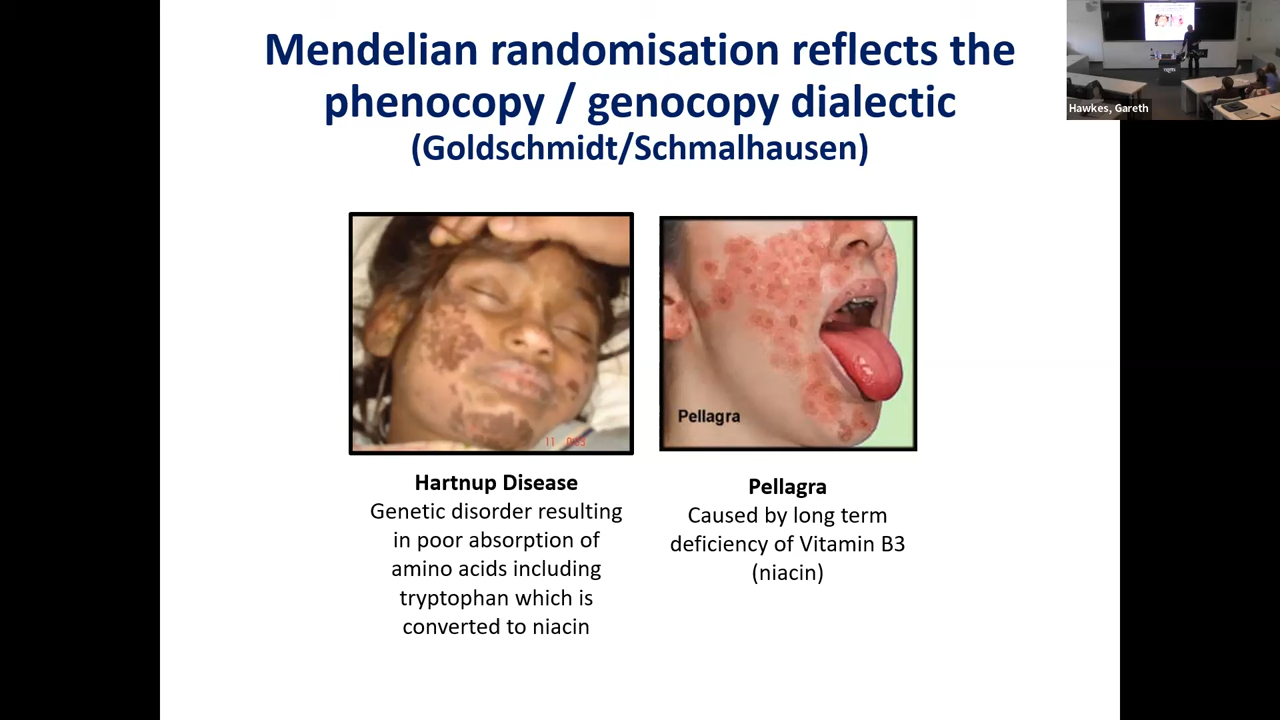 Mendelian randomisation reflects the
phenocopy / genocopy dialectic
(Goldschmidt/Schmalhausen)
Hawkes, Gareth
Pellagra
Hartnup Disease
Genetic disorder resulting
in poor absorption of
amino acids including
tryptophan which is
converted to niacin
Pellagra
Caused by long term
deficiency of Vitamin B3
(niacin)